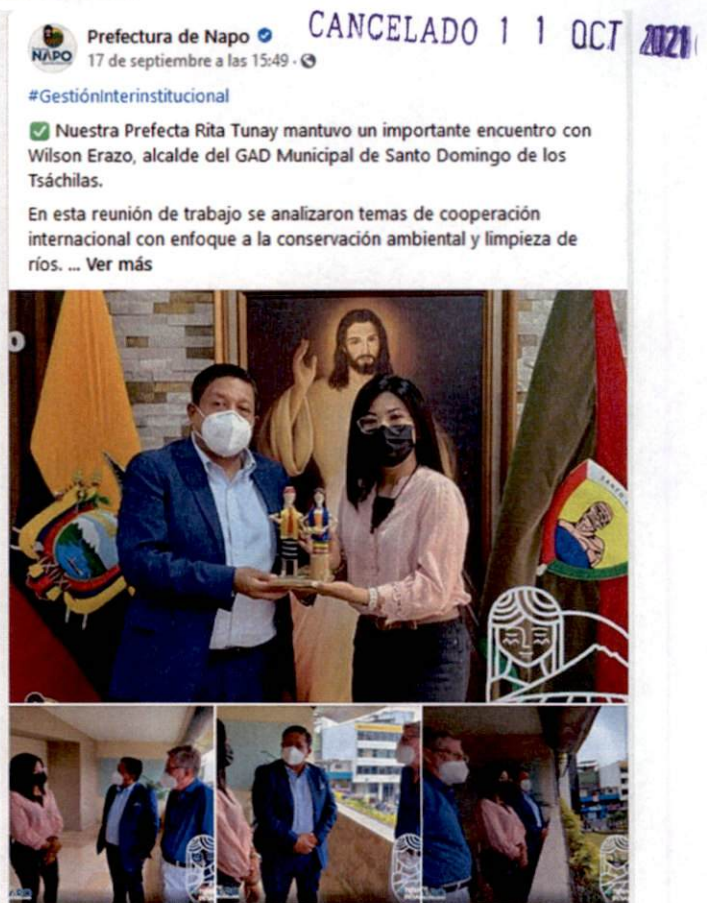 CANCELADO 1 1 OCT 2021
NAPO
Prefectura de Napo
17 de septiembre a las 15:49 ·
#GestiónInterinstitucional
✅ Nuestra Prefecta Rita Tunay mantuvo un importante encuentro con
Wilson Erazo, alcalde del GAD Municipal de Santo Domingo de los
Tsáchilas.
En esta reunión de trabajo se analizaron temas de cooperación
internacional con enfoque a la conservación ambiental y limpieza de
ríos. ... Ver más